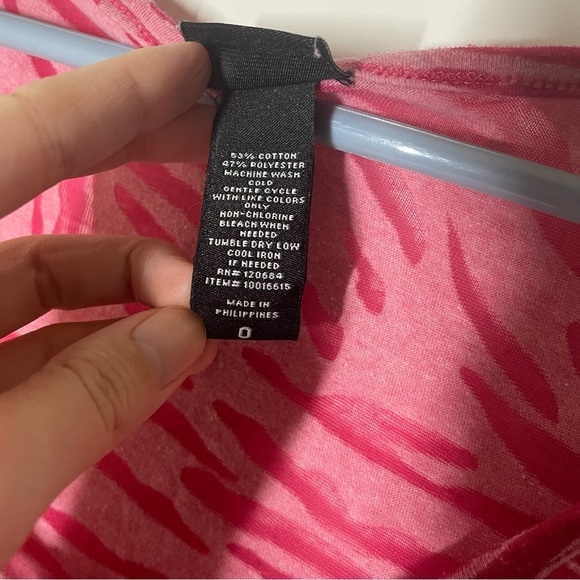 53% COTTON
47% POLYESTER
MACHINE WASH
COLD
GENTLE CYCLE
WITH LIKE COLORS
ONLY
NON-CHLORINE
BLEACH WHEN
NEEDED
TUMBLE DRY LOW
COOL IRON
IF NEEDED
RN# 120684
ITEM# 10016615
MADE IN
PHILIPPINES
0